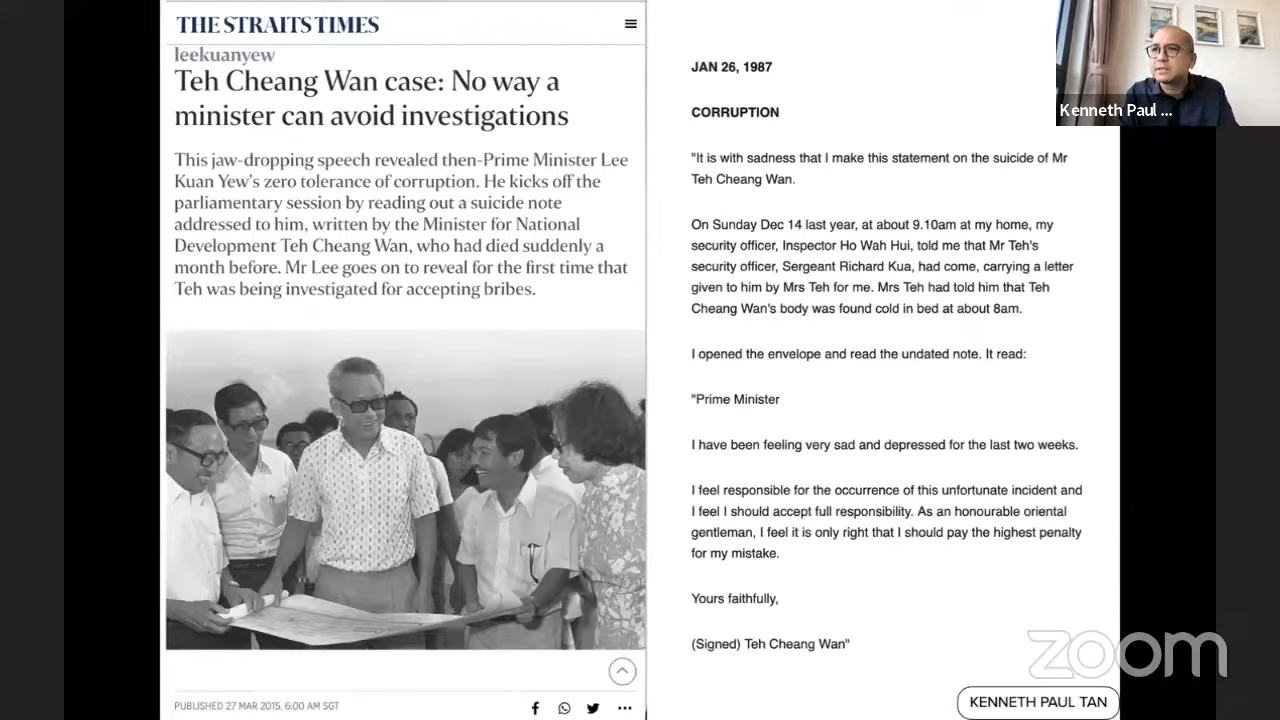 THE STRAITS TIMES
leekuanyew
Teh Cheang Wan case: No way a
minister can avoid investigations
This jaw-dropping speech revealed then-Prime Minister Lee
Kuan Yew's zero tolerance of corruption. He kicks off the
parliamentary session by reading out a suicide note
addressed to him, written by the Minister for National
Development Teh Cheang Wan, who had died suddenly a
month before. Mr Lee goes on to reveal for the first time that
Teh was being investigated for accepting bribes.
PUBLISHED 27 MAR 2015, 6:00 AM SGT
JAN 26, 1987
CORRUPTION
"It is with sadness that I make this statement on the suicide of Mr
Teh Cheang Wan.
On Sunday Dec 14 last year, at about 9.10am at my home, my
security officer, Inspector Ho Wah Hui, told me that Mr Teh's
security officer, Sergeant Richard Kua, had come, carrying a letter
given to him by Mrs Teh for me. Mrs Teh had told him that Teh
Cheang Wan's body was found cold in bed at about 8am.
I opened the envelope and read the undated note. It read:
"Prime Minister
I have been feeling very sad and depressed for the last two weeks.
I feel responsible for the occurrence of this unfortunate incident and
I feel I should accept full responsibility. As an honourable oriental
gentleman, I feel it is only right that I should pay the highest penalty
for my mistake.
Yours faithfully,
(Signed) Teh Cheang Wan"
Kenneth Paul ...
zoom
KENNETH PAUL TAN